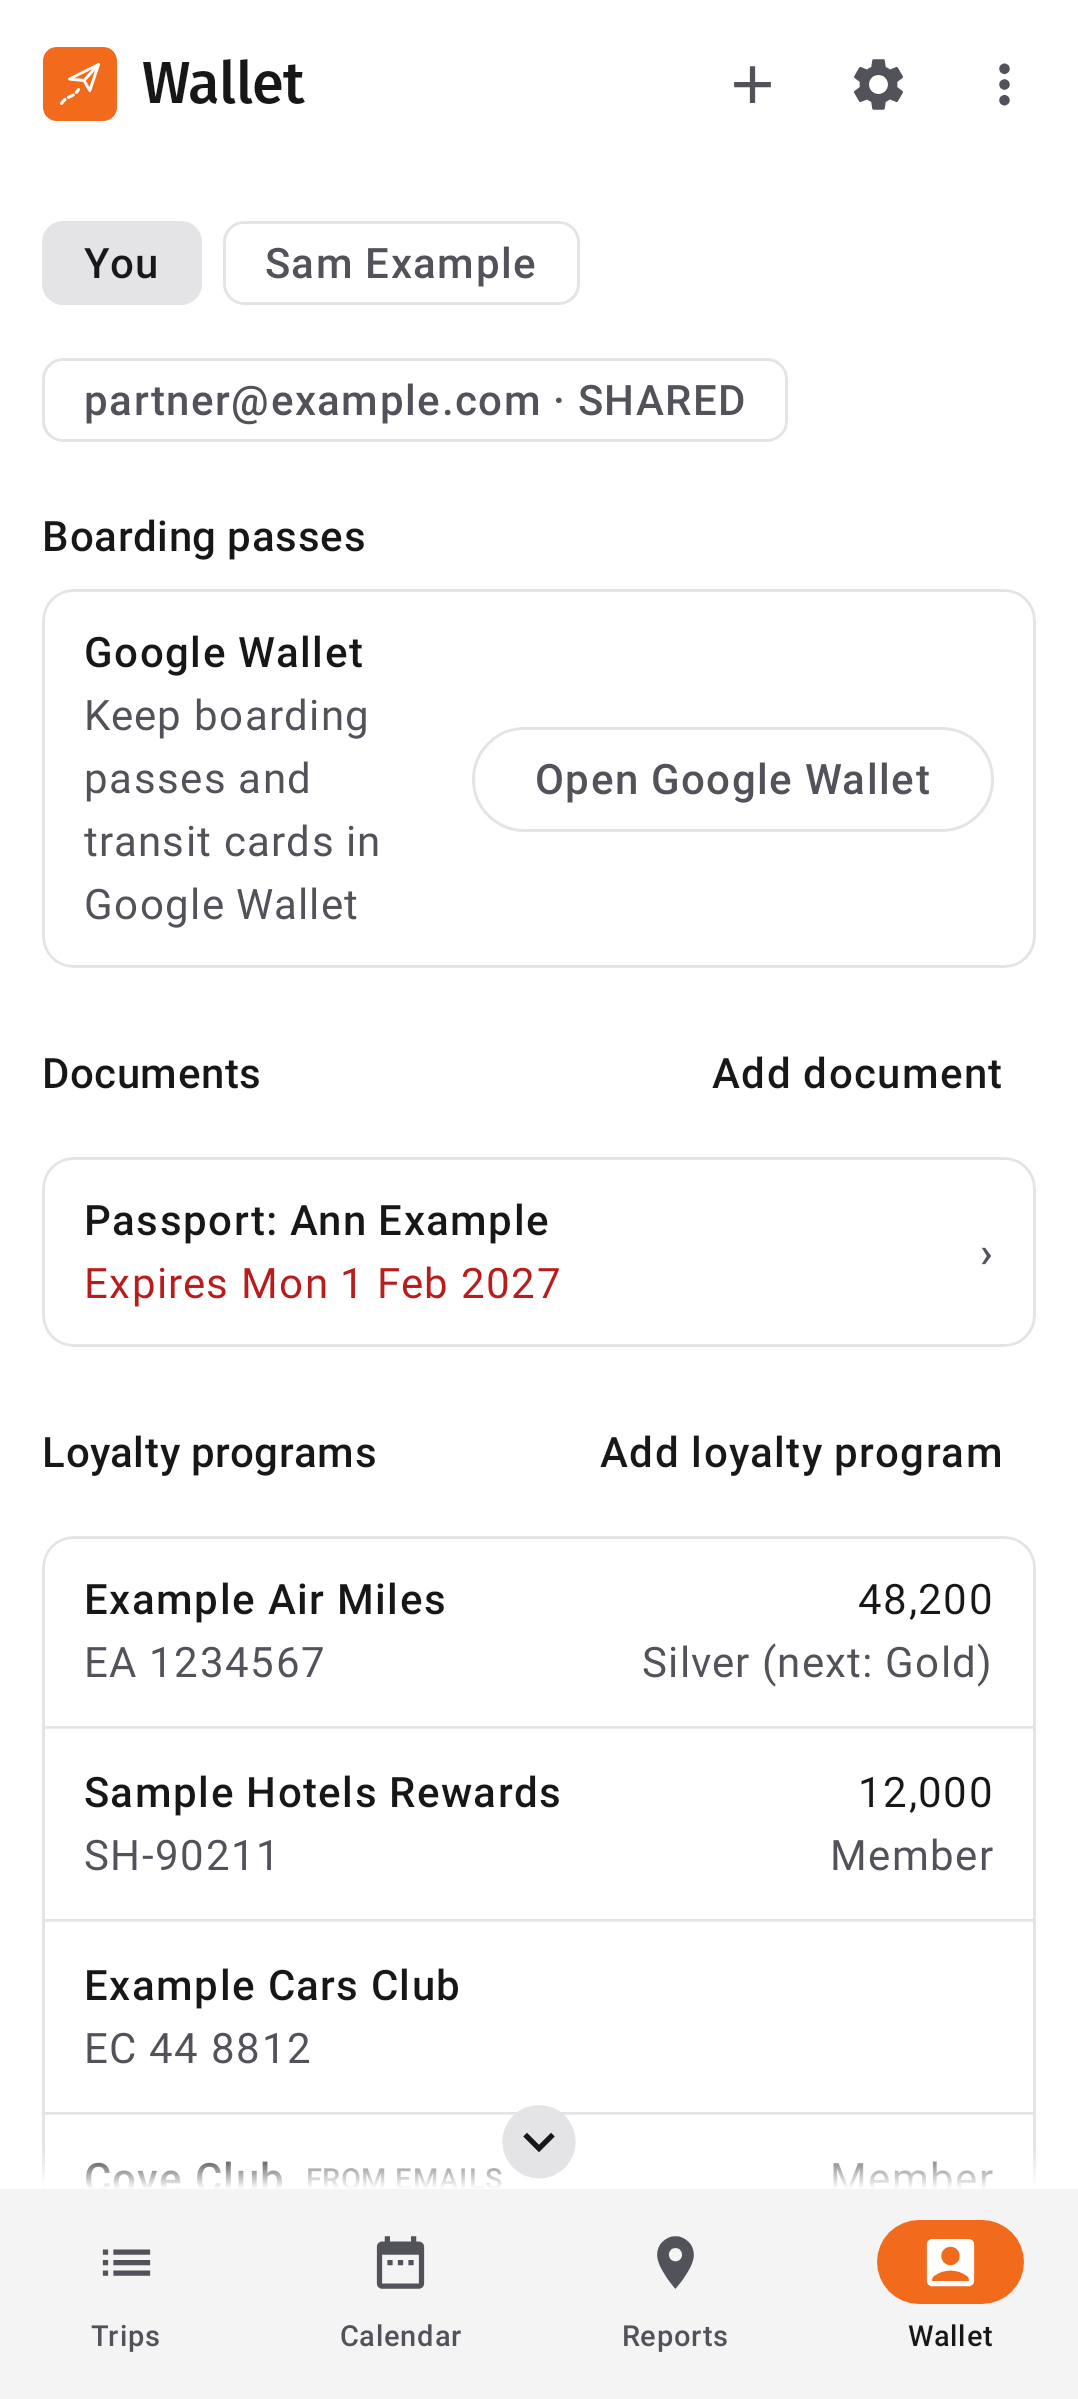 Wallet
You
Sam Example
partner@example.com · SHARED
Boarding passes
Google Wallet
Keep boarding
passes and
transit cards in
Google Wallet
Open Google Wallet
Documents
Add document
Passport: Ann Example
Expires Mon 1 Feb 2027
›
Loyalty programs
Add loyalty program
Example Air Miles
48,200
EA 1234567
Silver (next: Gold)
Sample Hotels Rewards
12,000
SH-90211
Member
Example Cars Club
EC 44 8812
Cove Club FROM EMAILS
Member
Trips
Calendar
Reports
Wallet